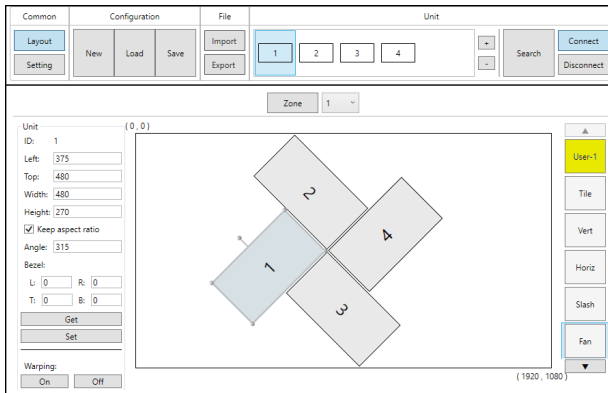 Common Configuration File Unit
Layout New Load Save Import 1 2 3 4 + Search Connect
Setting Export - Disconnect
Zone 1
Unit (0,0)
ID: 1
Left: 375
Top: 480
Width: 480
Height: 270
Keep aspect ratio
Angle: 315
Bezel:
L: 0 R: 0
T: 0 B: 0
Get
Set
Warping:
On Off
2
1
4
3
(1920, 1080)
User-1
Tile
Vert
Horiz
Slash
Fan